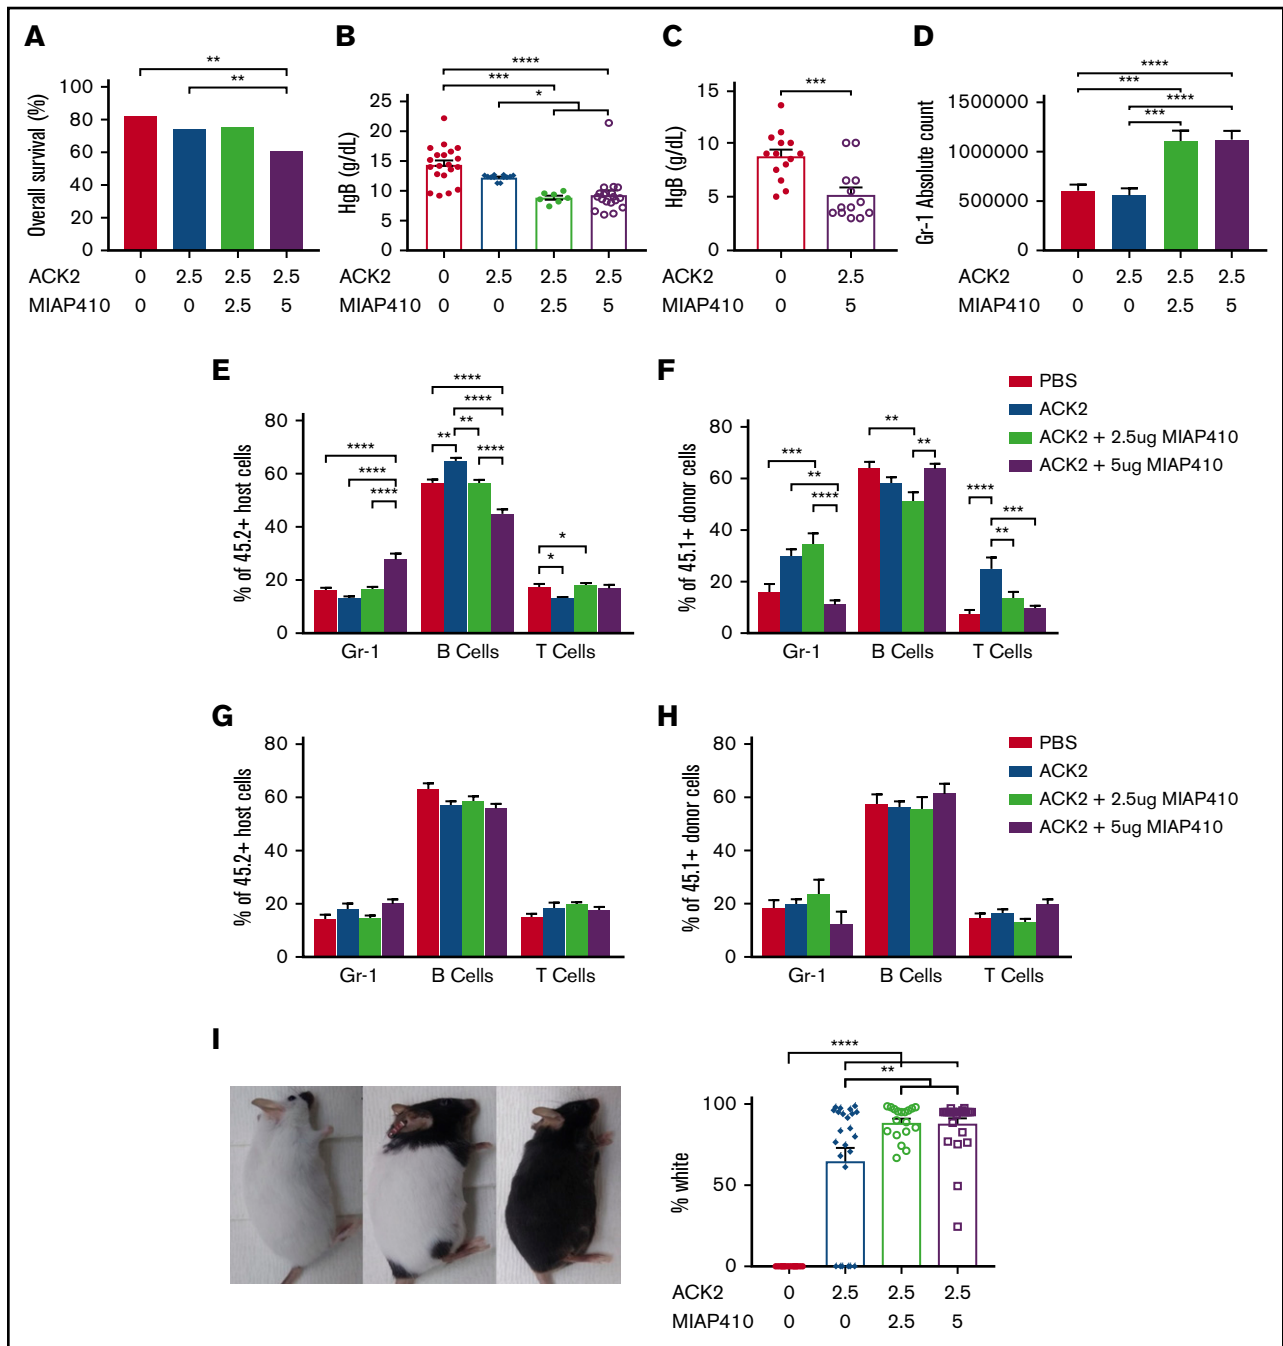 A
B
C
D
**
**
Overall survival (%)
100
80
60
40
20
0
ACK2 0 2.5 2.5 2.5
MIAP410 0 0 2.5 5
****
***
*
HgB (g/dL)
25
20
15
10
5
0
ACK2 0 2.5 2.5 2.5
MIAP410 0 0 2.5 5
***
HgB (g/dL)
15
10
5
0
ACK2 0 2.5
MIAP410 0 5
****
***
****
***
Gr-1 Absolute count
1500000
1000000
500000
0
ACK2 0 2.5 2.5 2.5
MIAP410 0 0 2.5 5
E
% of 45.2+ host cells
80
60
40
20
0
****
****
****
****
****
**
**
****
*
*
Gr-1 B Cells T Cells
F
% of 45.1+ donor cells
80
60
40
20
0
***
**
****
**
**
****
***
**
Gr-1 B Cells T Cells
PBS
ACK2
ACK2 + 2.5ug MIAP410
ACK2 + 5ug MIAP410
G
% of 45.2+ host cells
80
60
40
20
0
Gr-1 B Cells T Cells
H
% of 45.1+ donor cells
80
60
40
20
0
Gr-1 B Cells T Cells
PBS
ACK2
ACK2 + 2.5ug MIAP410
ACK2 + 5ug MIAP410
I
****
**
% white
100
50
0
ACK2 0 2.5 2.5 2.5
MIAP410 0 0 2.5 5